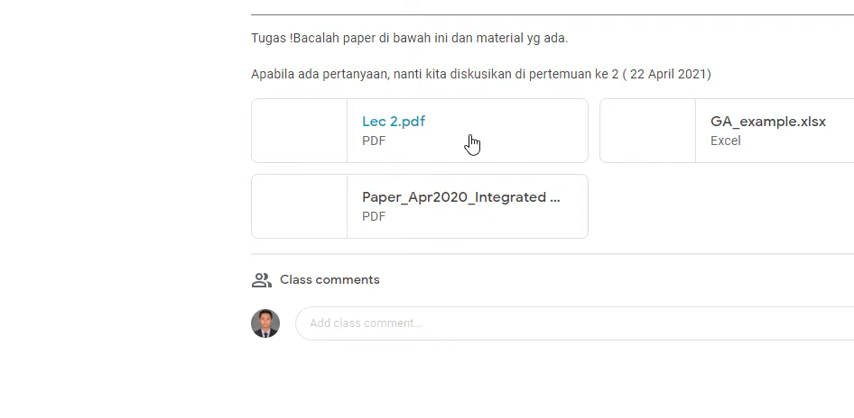 Tugas !Bacalah paper di bawah ini dan material yg ada.
Apabila ada pertanyaan, nanti kita diskusikan di pertemuan ke 2 ( 22 April 2021)
Lec 2.pdf
PDF
GA_example.xlsx
Excel
Paper_Apr2020_Integrated ...
PDF
Class comments
Add class comment...